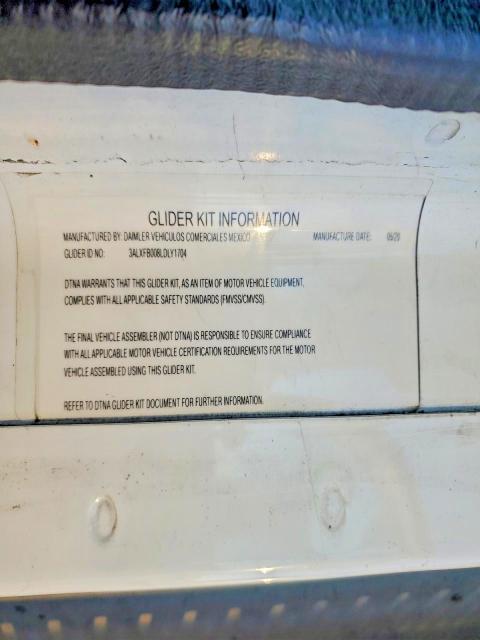 GLIDER KIT INFORMATION
MANUFACTURED BY: DAIMLER VEHICULOS COMERCIALES MEXICO MANUFACTURE DATE: 05/20
GLIDER ID NO: 3ALXFB008LDLY1704
DTNA WARRANTS THAT THIS GLIDER KIT, AS AN ITEM OF MOTOR VEHICLE EQUIPMENT,
COMPLIES WITH ALL APPLICABLE SAFETY STANDARDS (FMVSS/CMVSS).
THE FINAL VEHICLE ASSEMBLER (NOT DTNA) IS RESPONSIBLE TO ENSURE COMPLIANCE
WITH ALL APPLICABLE MOTOR VEHICLE CERTIFICATION REQUIREMENTS FOR THE MOTOR
VEHICLE ASSEMBLED USING THIS GLIDER KIT.
REFER TO DTNA GLIDER KIT DOCUMENT FOR FURTHER INFORMATION.